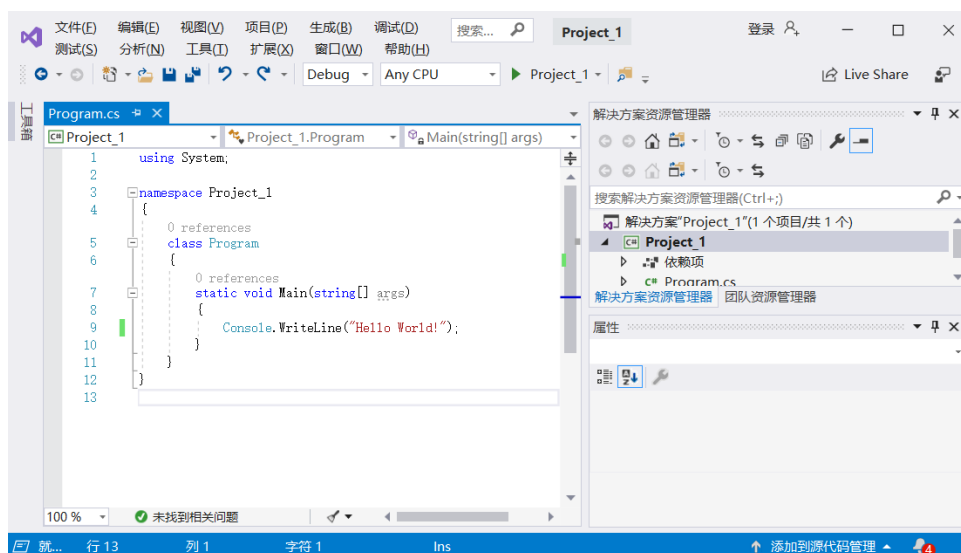 文件(F) 编辑(E) 视图(V) 项目(P) 生成(B) 调试(D) 搜索... Project_1 登录
测试(S) 分析(N) 工具(T) 扩展(X) 窗口(W) 帮助(H)
Debug Any CPU Project_1 Live Share
工具箱
Program.cs
Project_1 Project_1.Program Main(string[] args)
1 using System;
2
3 namespace Project_1
4 {
0 references
5 class Program
6 {
0 references
7 static void Main(string[] args)
8 {
9 Console.WriteLine("Hello World!");
10 }
11 }
12 }
13
100 % 未找到相关问题
解决方案资源管理器
搜索解决方案资源管理器(Ctrl+;)
解决方案"Project_1"(1 个项目/共 1 个)
C# Project_1
依赖项
C# Program.cs
解决方案资源管理器 团队资源管理器
属性
就... 行 13 列 1 字符 1 Ins 添加到源代码管理 4